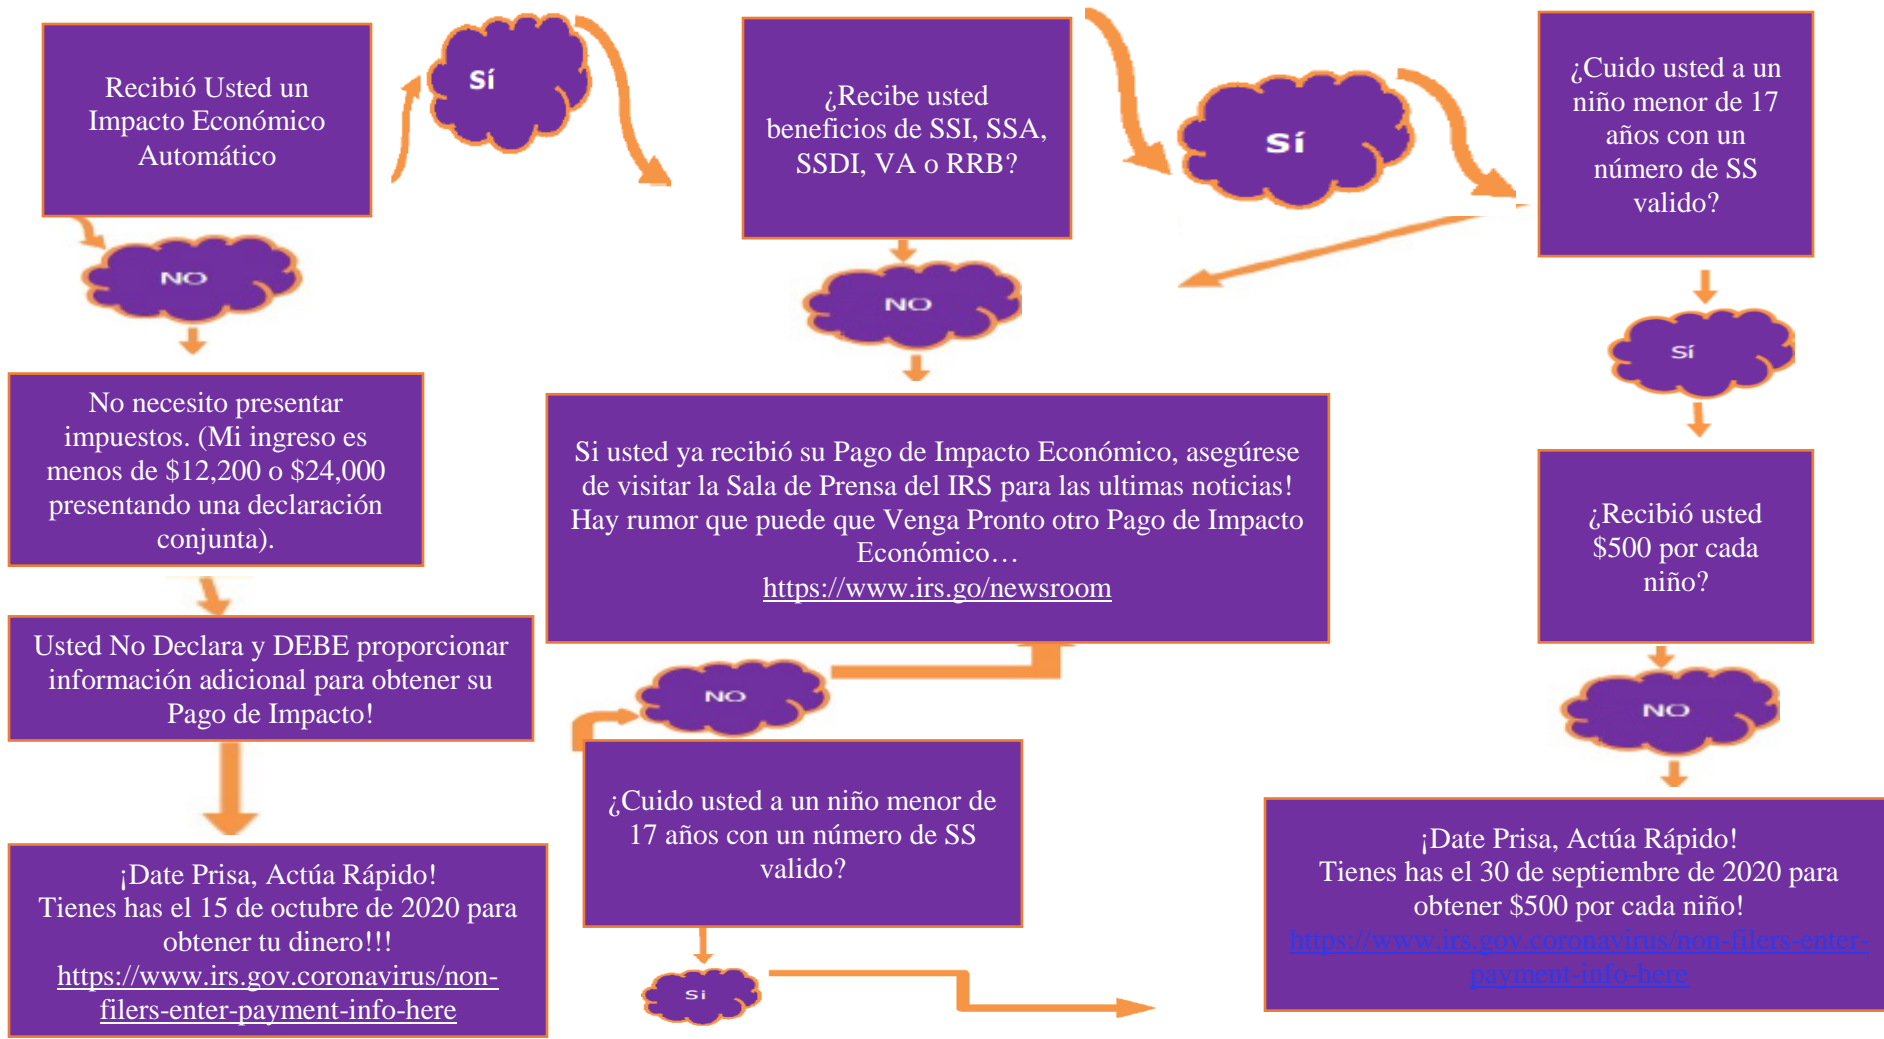 Recibió Usted un
Impacto Económico
Automático
Sí
¿Recibe usted
beneficios de SSI, SSA,
SSDI, VA o RRB?
Sí
¿Cuido usted a un
niño menor de 17
años con un
número de SS
valido?
NO
NO
Sí
No necesito presentar
impuestos. (Mi ingreso es
menos de $12,200 o $24,000
presentando una declaración
conjunta).
Si usted ya recibió su Pago de Impacto Económico, asegúrese
de visitar la Sala de Prensa del IRS para las ultimas noticias!
Hay rumor que puede que Venga Pronto otro Pago de Impacto
Económico…
https://www.irs.go/newsroom
¿Recibió usted
$500 por cada
niño?
Usted No Declara y DEBE proporcionar
información adicional para obtener su
Pago de Impacto!
NO
NO
¿Cuido usted a un niño menor de
17 años con un número de SS
valido?
¡Date Prisa, Actúa Rápido!
Tienes has el 15 de octubre de 2020 para
obtener tu dinero!!!
https://www.irs.gov.coronavirus/non-
filers-enter-payment-info-here
Si
¡Date Prisa, Actúa Rápido!
Tienes has el 30 de septiembre de 2020 para
obtener $500 por cada niño!
https://www.irs.gov.coronavirus/non-filers-enter-
payment-info-here